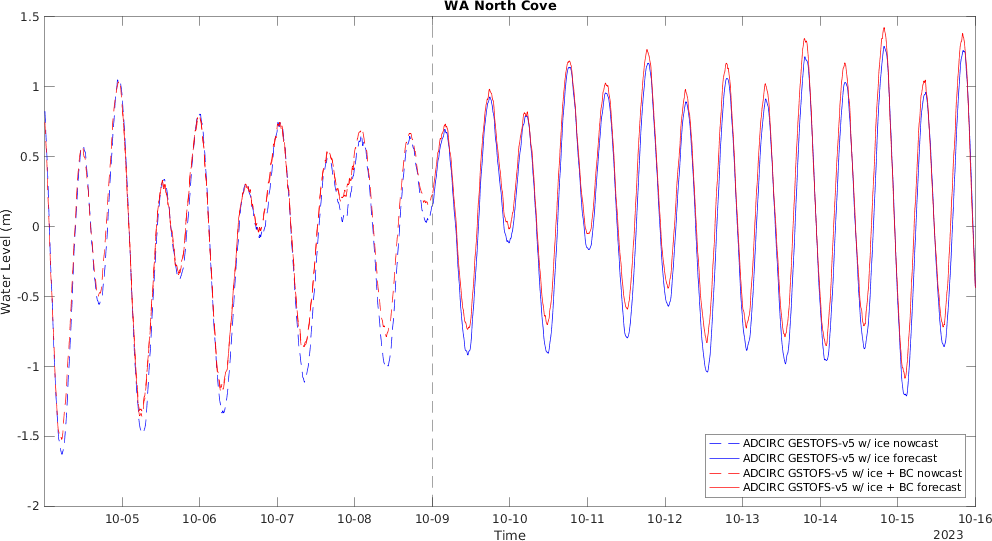 WA North Cove
1.5
1
0.5
0
-0.5
-1
-1.5
-2
Water Level (m)
10-05 10-06 10-07 10-08 10-09 10-10 10-11 10-12 10-13 10-14 10-15 10-16
Time
2023
ADCIRC GESTOFS-v5 w/ ice nowcast
ADCIRC GESTOFS-v5 w/ ice forecast
ADCIRC GSTOFS-v5 w/ ice + BC nowcast
ADCIRC GSTOFS-v5 w/ ice + BC forecast